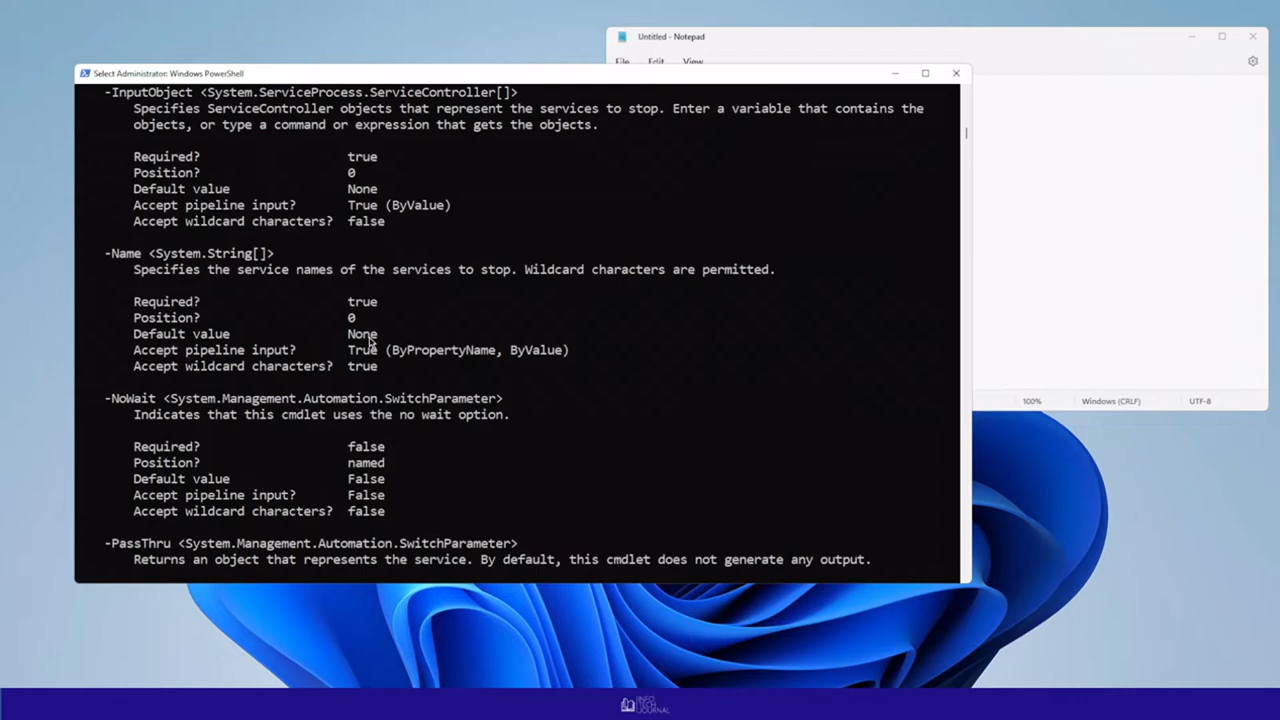 Untitled - Notepad
File Edit View
Select Administrator: Windows PowerShell
-InputObject <System.ServiceProcess.ServiceController[]>
Specifies ServiceController objects that represent the services to stop. Enter a variable that contains the
objects, or type a command or expression that gets the objects.
Required? true
Position? 0
Default value None
Accept pipeline input? True (ByValue)
Accept wildcard characters? false
-Name <System.String[]>
Specifies the service names of the services to stop. Wildcard characters are permitted.
Required? true
Position? 0
Default value None
Accept pipeline input? True (ByPropertyName, ByValue)
Accept wildcard characters? true
-NoWait <System.Management.Automation.SwitchParameter>
Indicates that this cmdlet uses the no wait option.
Required? false
Position? named
Default value False
Accept pipeline input? False
Accept wildcard characters? false
-PassThru <System.Management.Automation.SwitchParameter>
Returns an object that represents the service. By default, this cmdlet does not generate any output.
100% Windows (CRLF) UTF-8
INFO
TECH
JOURNAL